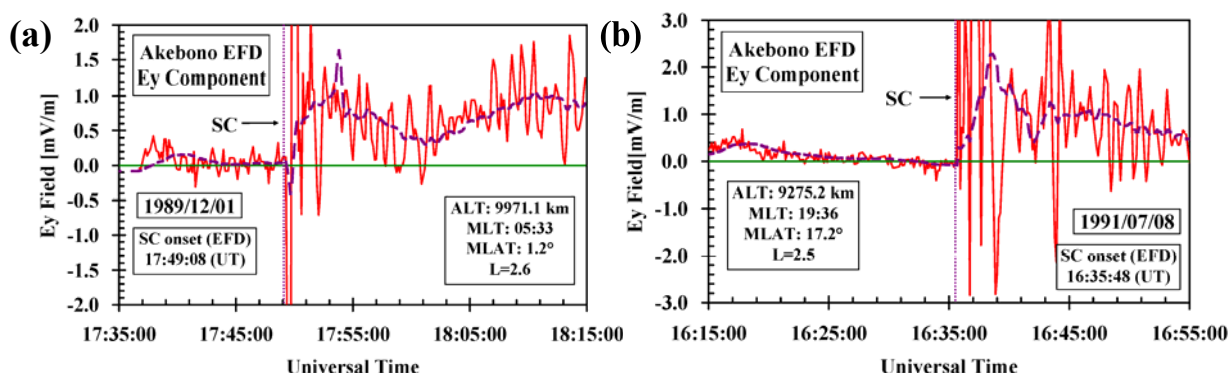 (a)
2.0
1.5
1.0
0.5
0.0
-0.5
-1.0
-1.5
-2.0
Ey Field [mV/m]
Akebono EFD
Ey Component
SC
1989/12/01
SC onset (EFD)
17:49:08 (UT)
ALT: 9971.1 km
MLT: 05:33
MLAT: 1.2°
L=2.6
17:35:00 17:45:00 17:55:00 18:05:00 18:15:00
Universal Time
(b)
3.0
2.0
1.0
0.0
-1.0
-2.0
-3.0
Ey Field[mV/m]
Akebono EFD
Ey Component
SC
ALT: 9275.2 km
MLT: 19:36
MLAT: 17.2°
L=2.5
1991/07/08
SC onset (EFD)
16:35:48 (UT)
16:15:00 16:25:00 16:35:00 16:45:00 16:55:00
Universal Time